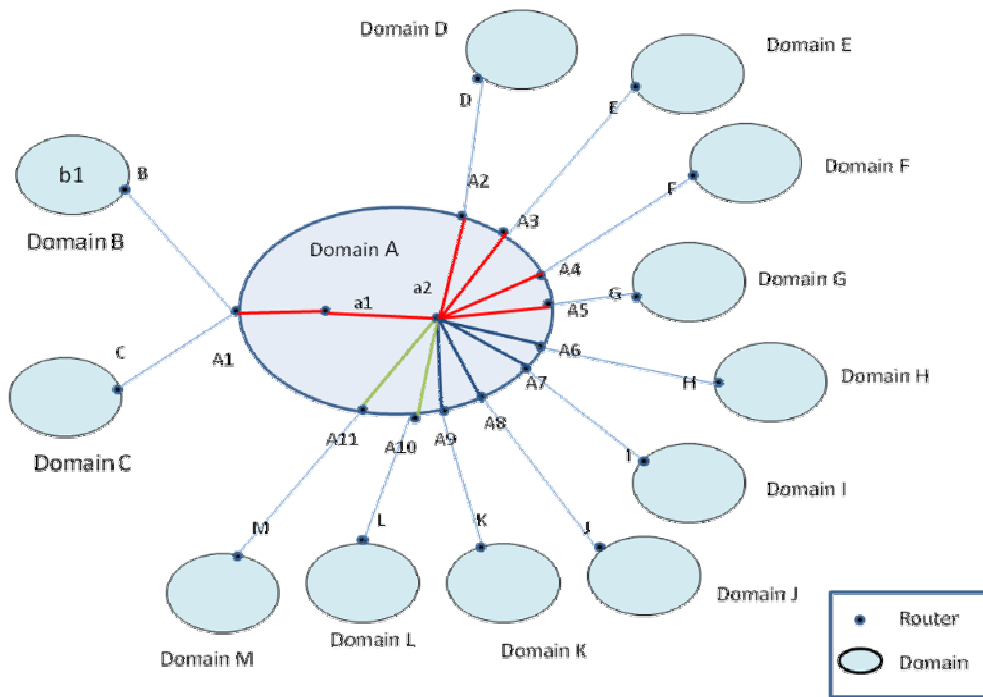 Domain D
Domain E
D
E
Domain F
b1
B
A2
F
A3
Domain B
Domain A
A4
Domain G
a1
a2
G
A5
C
A1
A6
H
Domain H
A7
A8
Domain C
A11
A10
A9
I
Domain I
M
L
K
J
Domain J
Domain L
Domain K
Domain M
Router
Domain